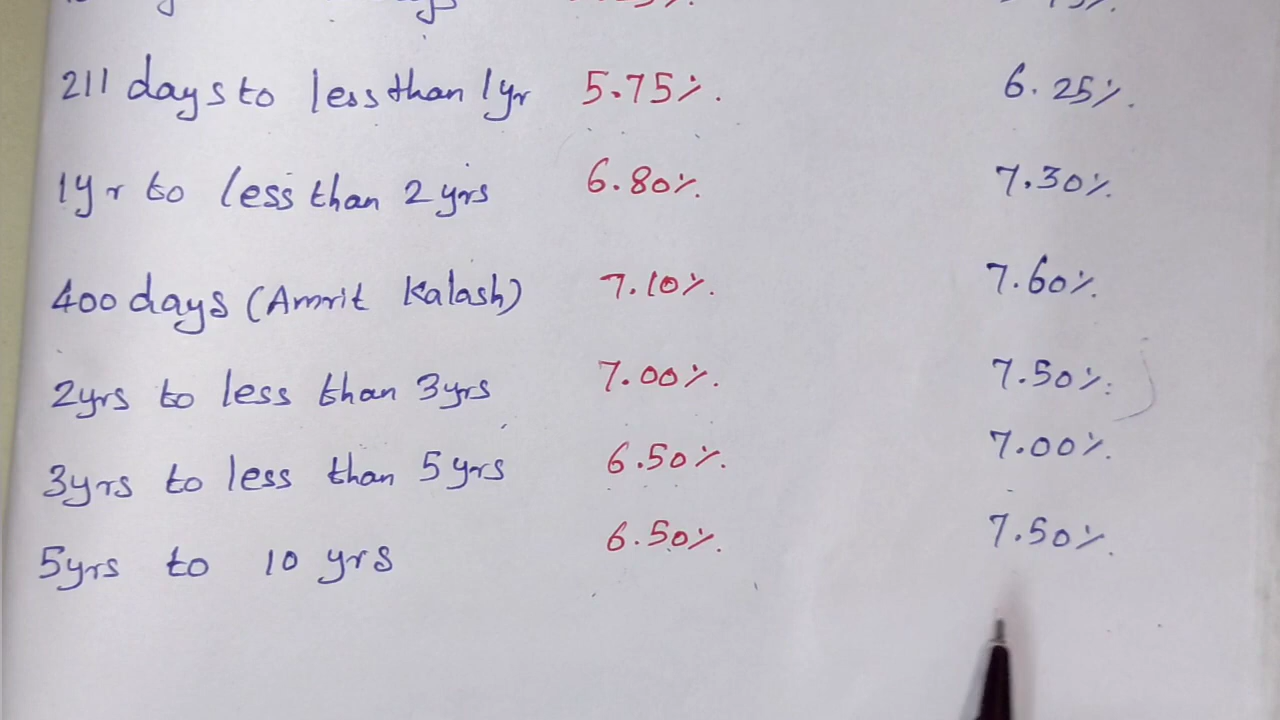 211 days to less than 1yr 5.75%. 6.25%.
1yr to less than 2yrs 6.80%. 7.30%.
400 days (Amrit Kalash) 7.10%. 7.60%.
2yrs to less than 3yrs 7.00%. 7.50%.
3yrs to less than 5yrs 6.50%. 7.00%.
5yrs to 10 yrs 6.50%. 7.50%.